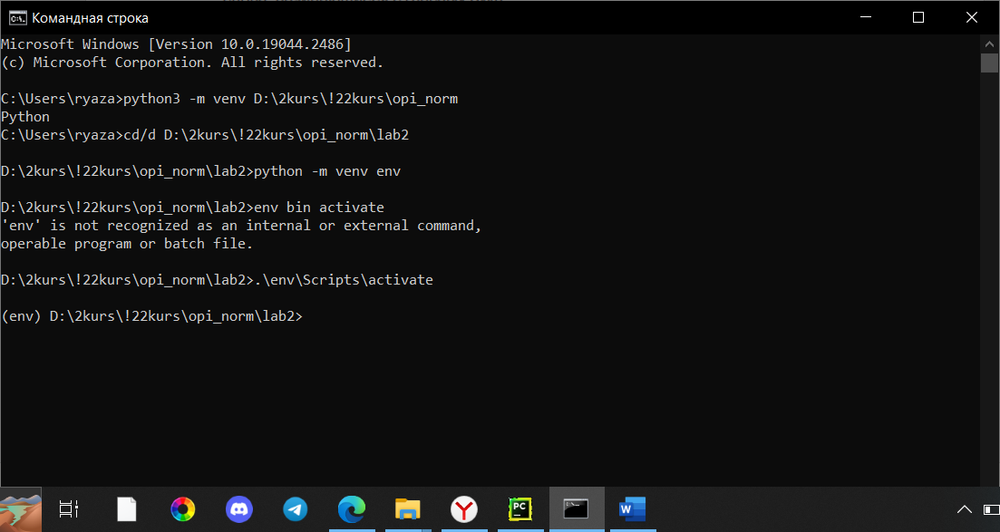 Командная строка
Microsoft Windows [Version 10.0.19044.2486]
(c) Microsoft Corporation. All rights reserved.
C:\Users\ryaza>python3 -m venv D:\2kurs\!22kurs\opi_norm
Python
C:\Users\ryaza>cd/d D:\2kurs\!22kurs\opi_norm\lab2
D:\2kurs\!22kurs\opi_norm\lab2>python -m venv env
D:\2kurs\!22kurs\opi_norm\lab2>env bin activate
'env' is not recognized as an internal or external command,
operable program or batch file.
D:\2kurs\!22kurs\opi_norm\lab2>.\env\Scripts\activate
(env) D:\2kurs\!22kurs\opi_norm\lab2>